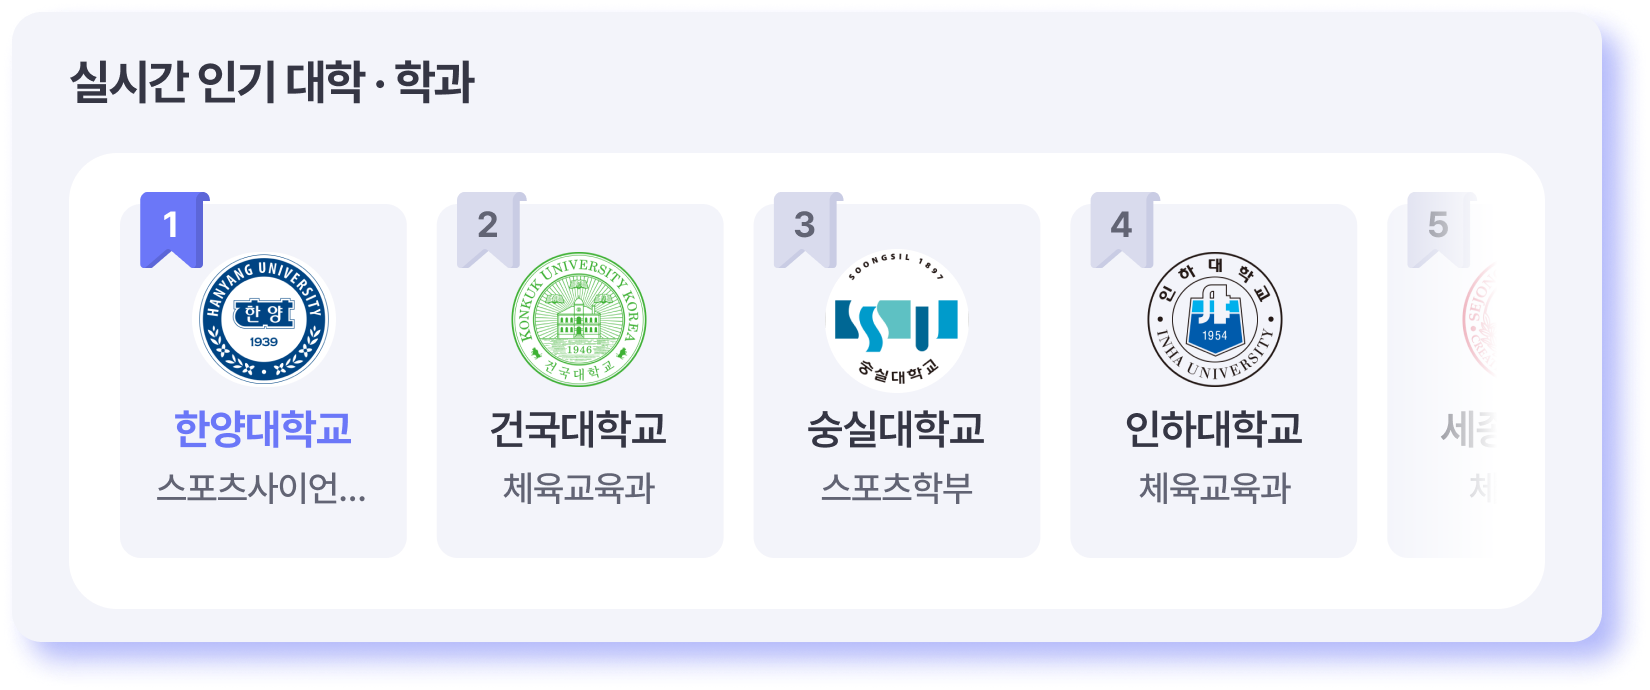 실시간 인기 대학 · 학과
1
HANYANG UNIVERSITY
한양
1939
한양대학교
스포츠사이언...
2
KONKUK UNIVERSITY KOREA
1946
건국대학교
건국대학교
체육교육과
3
SOONGSIL 1897
숭실대학교
숭실대학교
스포츠학부
4
인하대학교
1954
INHA UNIVERSITY
인하대학교
체육교육과
5
SEJON
세종
체